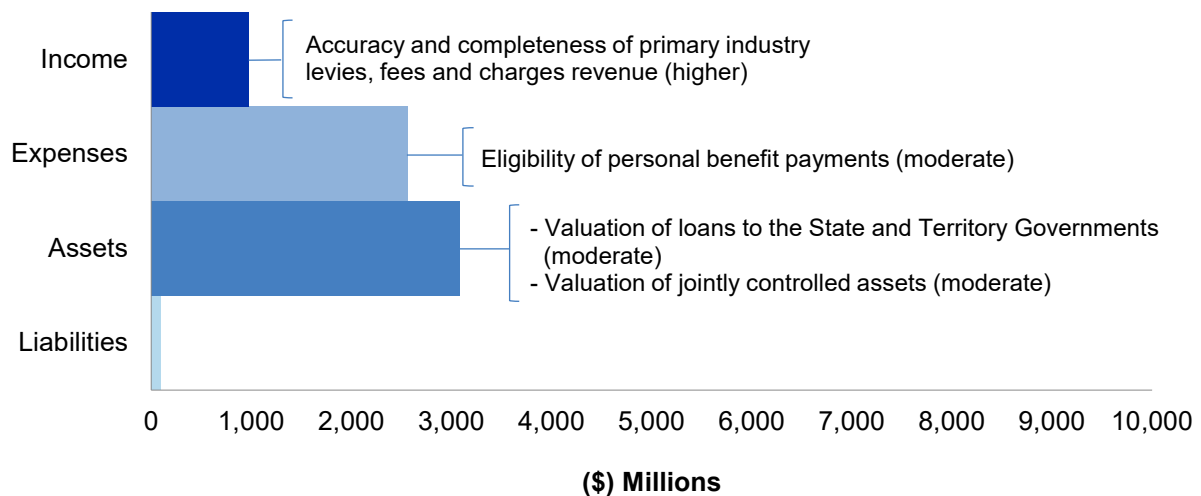 Income
Accuracy and completeness of primary industry
levies, fees and charges revenue (higher)
Expenses
Eligibility of personal benefit payments (moderate)
Assets
- Valuation of loans to the State and Territory Governments
(moderate)
- Valuation of jointly controlled assets (moderate)
Liabilities
0 1,000 2,000 3,000 4,000 5,000 6,000 7,000 8,000 9,000 10,000
($) Millions